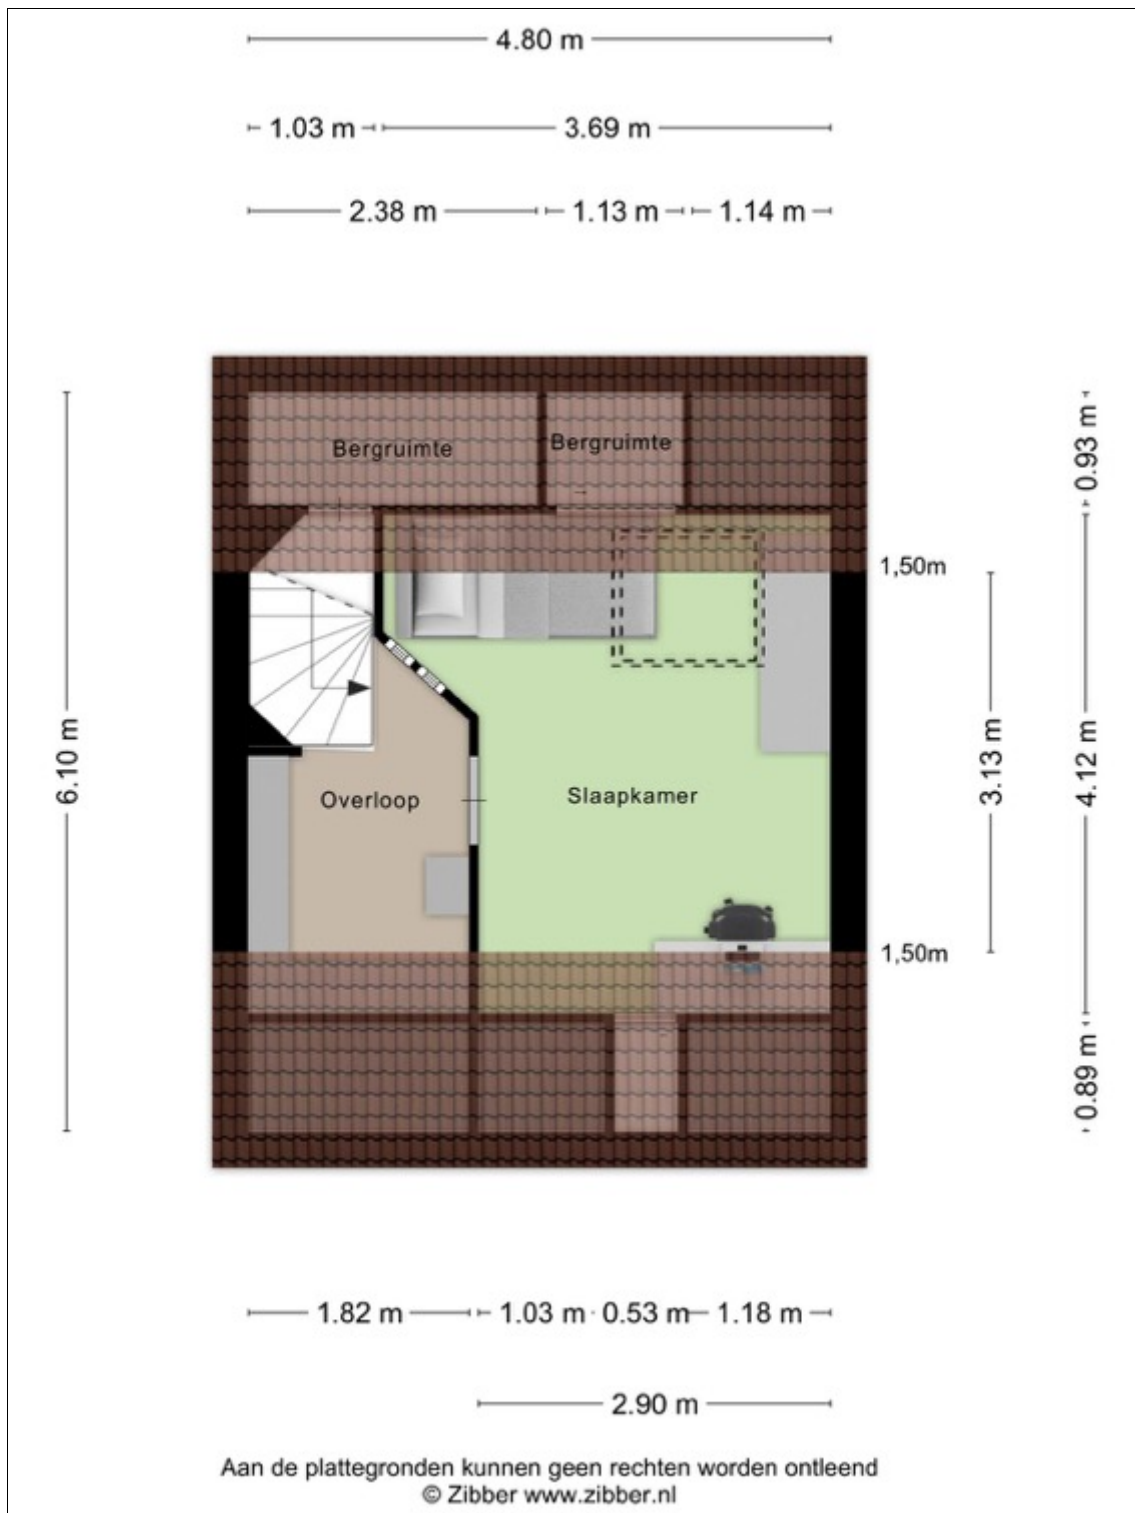 4.80 m
1.03 m 3.69 m
2.38 m 1.13 m 1.14 m
Bergruimte
Bergruimte
0.93 m
1,50m
6.10 m
Overloop
Slaapkamer
3.13 m
4.12 m
1,50m
0.89 m
1.82 m 1.03 m 0.53 m 1.18 m
2.90 m
Aan de plattegronden kunnen geen rechten worden ontleend
© Zibber www.zibber.nl